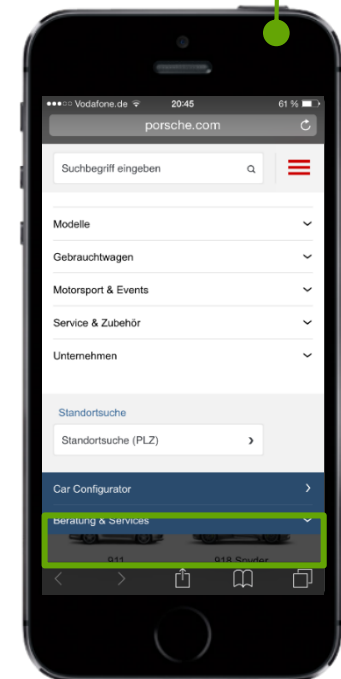 Vodafone.de 20:45 61 %
porsche.com
Suchbegriff eingeben
Modelle
Gebrauchtwagen
Motorsport & Events
Service & Zubehör
Unternehmen
Standortsuche
Standortsuche (PLZ)
Car Configurator
Beratung & Services
911 918 Spyder